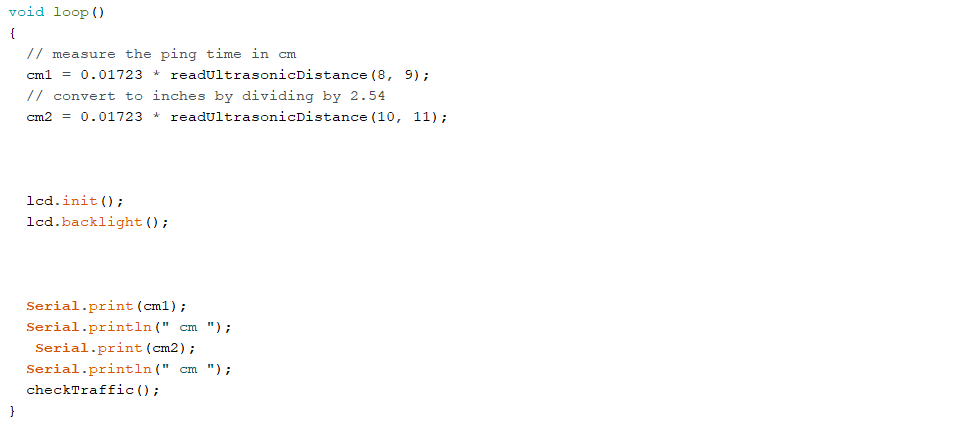 void loop()
{
  // measure the ping time in cm
  cm1 = 0.01723 * readUltrasonicDistance(8, 9);
  // convert to inches by dividing by 2.54
  cm2 = 0.01723 * readUltrasonicDistance(10, 11);
  lcd.init();
  lcd.backlight();
  Serial.print(cm1);
  Serial.println(" cm ");
   Serial.print(cm2);
  Serial.println(" cm ");
  checkTraffic();
}